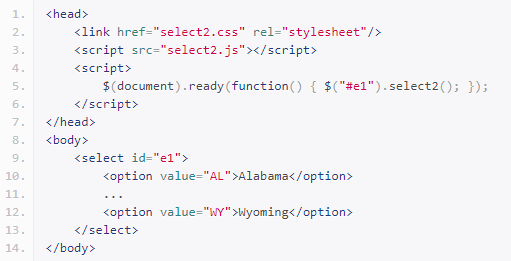 1. <head>
2.     <link href="select2.css" rel="stylesheet"/>
3.     <script src="select2.js"></script>
4.     <script>
5.         $(document).ready(function() { $("#e1").select2(); });
6.     </script>
7. </head>
8. <body>
9.     <select id="e1">
10.         <option value="AL">Alabama</option>
11.         ...
12.         <option value="WY">Wyoming</option>
13.     </select>
14. </body>